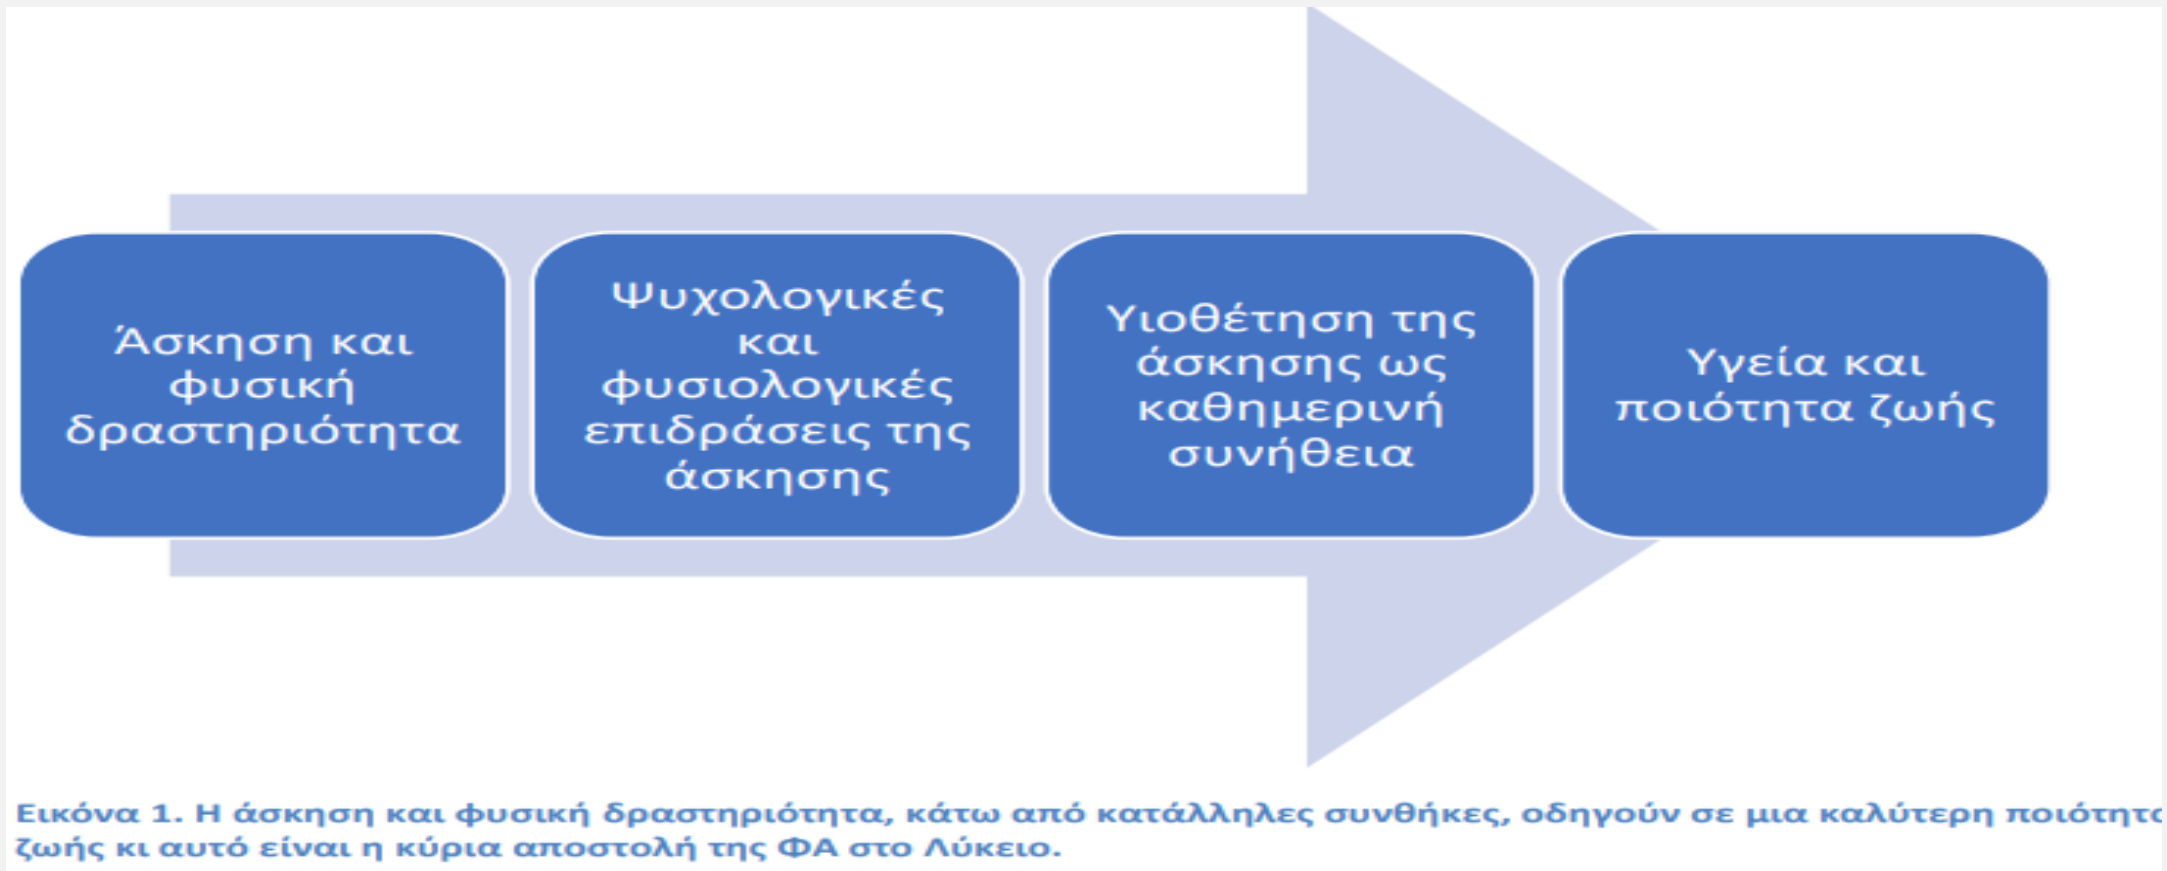 Άσκηση και
φυσική
δραστηριότητα
Ψυχολογικές
και
φυσιολογικές
επιδράσεις της
άσκησης
Υιοθέτηση της
άσκησης ως
καθημερινή
συνήθεια
Υγεία και
ποιότητα ζωής
Εικόνα 1. Η άσκηση και φυσική δραστηριότητα, κάτω από κατάλληλες συνθήκες, οδηγούν σε μια καλύτερη ποιότητα
ζωής κι αυτό είναι η κύρια αποστολή της ΦΑ στο Λύκειο.